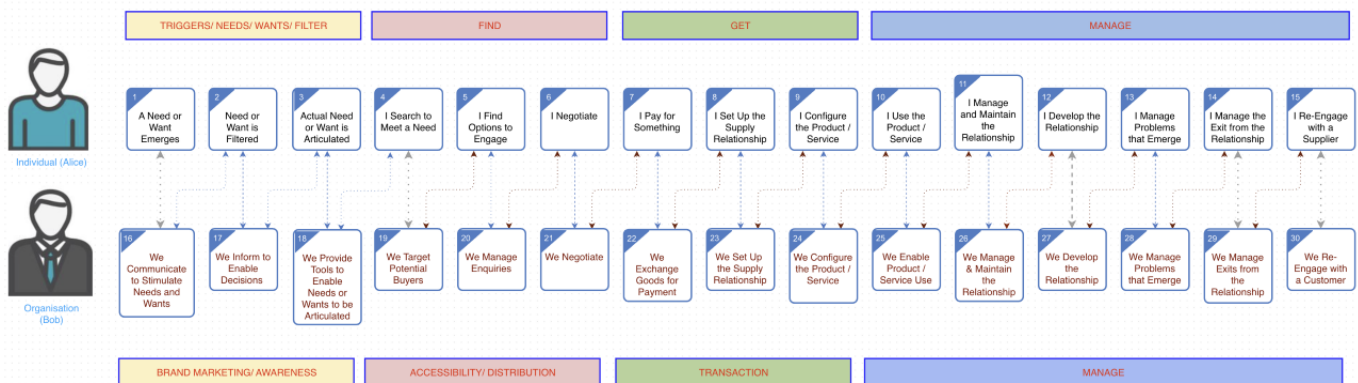 TRIGGERS/ NEEDS/ WANTS/ FILTER
FIND
GET
MANAGE
Individual (Alice)
1
A Need or
Want
Emerges
2
Need or
Want is
Filtered
3
Actual Need
or Want is
Articulated
4
I Search to
Meet a Need
5
I Find
Options to
Engage
6
I Negotiate
7
I Pay for
Something
8
I Set Up the
Supply
Relationship
9
I Configure
the Product /
Service
10
I Use the
Product /
Service
11
I Manage
and Maintain
the
Relationship
12
I Develop the
Relationship
13
I Manage
Problems
that Emerge
14
I Manage the
Exit from the
Relationship
15
I Re-Engage
with a
Supplier
Organisation
(Bob)
16
We
Communicate
to Stimulate
Needs and
Wants
17
We Inform to
Enable
Decisions
18
We Provide
Tools to
Enable
Needs or
Wants to be
Articulated
19
We Target
Potential
Buyers
20
We Manage
Enquiries
21
We Negotiate
22
We
Exchange
Goods for
Payment
23
We Set Up
the Supply
Relationship
24
We Configure
the Product /
Service
25
We Enable
Product /
Service Use
26
We Manage
& Maintain
the
Relationship
27
We Develop
the
Relationship
28
We Manage
Problems
that Emerge
29
We Manage
Exits from
the
Relationship
30
We Re-
Engage with
a Customer
BRAND MARKETING/ AWARENESS
ACCESSIBILITY/ DISTRIBUTION
TRANSACTION
MANAGE